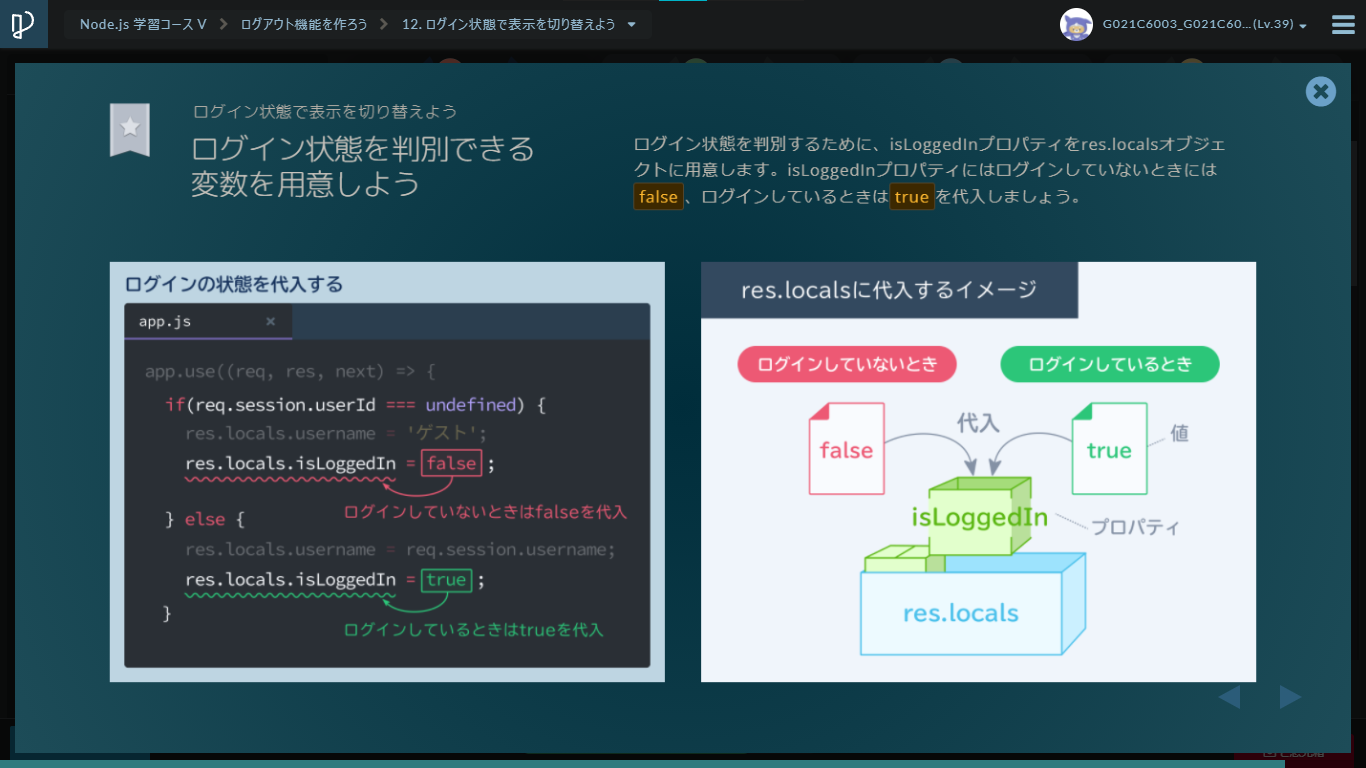 Node.js 学習コース V
ログアウト機能を作ろう
12. ログイン状態で表示を切り替えよう
G021C6003_G021C60...(Lv.39)
ログイン状態で表示を切り替えよう
ログイン状態を判別できる
変数を用意しよう
ログイン状態を判別するために、isLoggedInプロパティをres.localsオブジェ
クトに用意します。isLoggedInプロパティにはログインしていないときには
false、ログインしているときはtrueを代入しましょう。
ログインの状態を代入する
app.js ×
app.use((req, res, next) => {
if(req.session.userId === undefined) {
res.locals.username = 'ゲスト';
res.locals.isLoggedIn = false ;
ログインしていないときはfalseを代入
} else {
res.locals.username = req.session.username;
res.locals.isLoggedIn = true ;
ログインしているときはtrueを代入
}
res.localsに代入するイメージ
ログインしていないとき
ログインしているとき
代入
false
true
値
isLoggedIn
プロパティ
res.locals